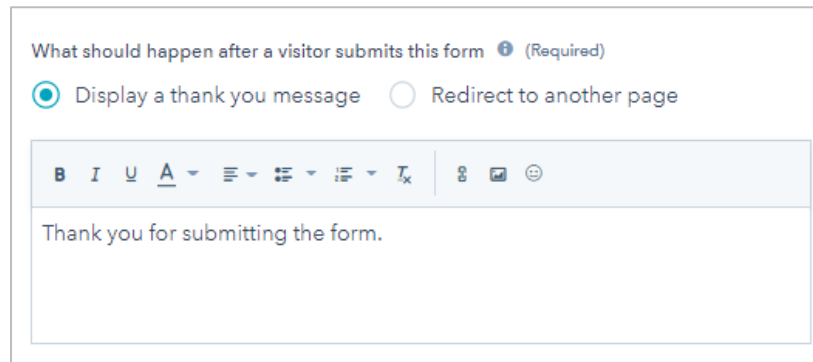 What should happen after a visitor submits this form (Required)
Display a thank you message Redirect to another page
B I U A
Thank you for submitting the form.